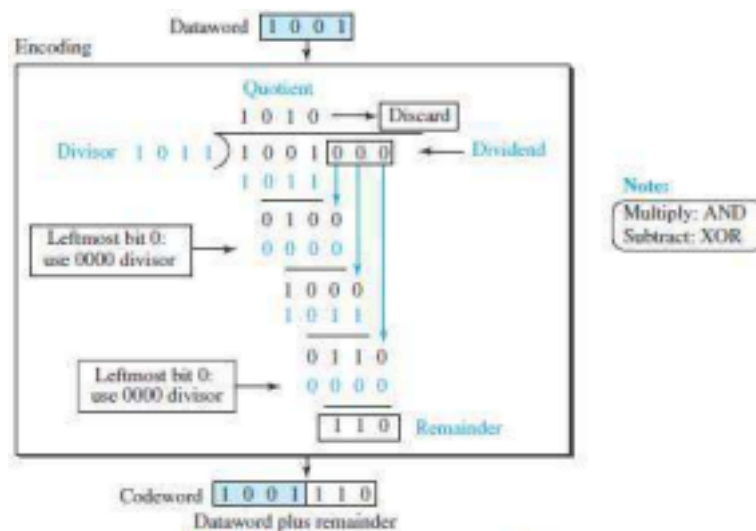 Dataword 1 0 0 1
Encoding
Quotient
1 0 1 0 Discard
Divisor 1 0 1 1 1 0 0 1 0 0 0 Dividend
1 0 1 1
Leftmost bit 0:
use 0000 divisor
0 1 0 0
0 0 0 0
1 0 0 0
1 0 1 1
Leftmost bit 0:
use 0000 divisor
0 1 1 0
0 0 0 0
1 1 0 Remainder
Codeword 1 0 0 1 1 1 0
Dataword plus remainder
Note:
Multiply: AND
Subtract: XOR